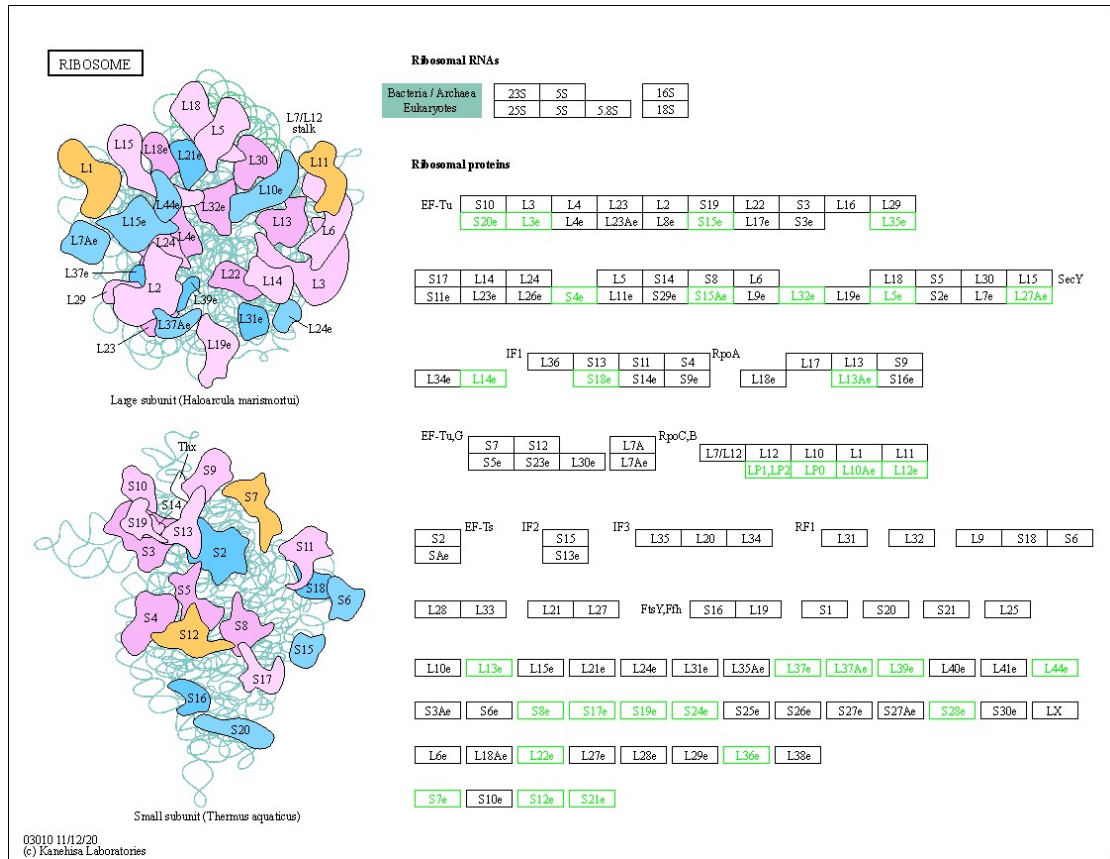 RIBOSOME
L18
L5
L7/L12
stalk
L15
L18e
L21e
L30
L11
L1
L10e
L44e
L32e
L15e
L13
L6
L7Ae
L4e
L24
L37e
L22
L14
L3
L29
L2
L39e
L37Ae
L31e
L24e
L23
L19e
Large subunit (Haloarcula marismortui)
Thx
S9
S10
S7
S14
S19
S13
S3
S2
S11
S5
S18
S6
S4
S12
S8
S15
S17
S16
S20
Small subunit (Thermus aquaticus)
03010 11/12/20
(c) Kanehisa Laboratories
Ribosomal RNAs
Bacteria / Archaea 23S 5S 16S
Eukaryotes 25S 5S 5.8S 18S
Ribosomal proteins
EF-Tu S10 L3 L4 L23 L2 S19 L22 S3 L16 L29
S20e L3e L4e L23Ae L8e S15e L17e S3e L35e
S17 L14 L24 L5 S14 S8 L6 L18 S5 L30 L15 SecY
S11e L23e L26e S4e L11e S29e S15Ae L9e L32e L19e L5e S2e L7e L27Ae
IF1 L36 S13 S11 S4 RpoA L17 L13 S9
L34e L14e S18e S14e S9e L18e L13Ae S16e
EF-Tu,G S7 S12 L7A RpoC,B L7/L12 L12 L10 L1 L11
S5e S23e L30e L7Ae LP1,LP2 LP0 L10Ae L12e
S2 EF-Ts IF2 S15 IF3 L35 L20 L34 RF1 L31 L32 L9 S18 S6
SAe S13e
L28 L33 L21 L27 FtsY,Ffh S16 L19 S1 S20 S21 L25
L10e L13e L15e L21e L24e L31e L35Ae L37e L37Ae L39e L40e L41e L44e
S3Ae S6e S8e S17e S19e S24e S25e S26e S27e S27Ae S28e S30e LX
L6e L18Ae L22e L27e L28e L29e L36e L38e
S7e S10e S12e S21e